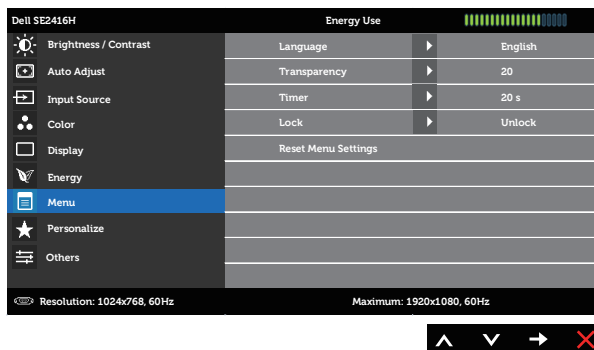 Dell SE2416H Energy Use
Brightness / Contrast
Auto Adjust
Input Source
Color
Display
Energy
Menu
Personalize
Others
Language English
Transparency 20
Timer 20 s
Lock Unlock
Reset Menu Settings
Resolution: 1024x768, 60Hz Maximum: 1920x1080, 60Hz